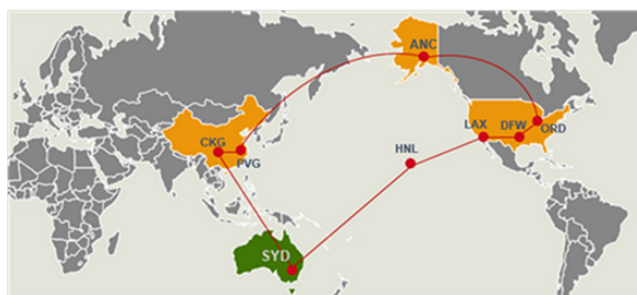 ANC
LAX
DFW
ORD
CKG
PVG
HNL
SYD